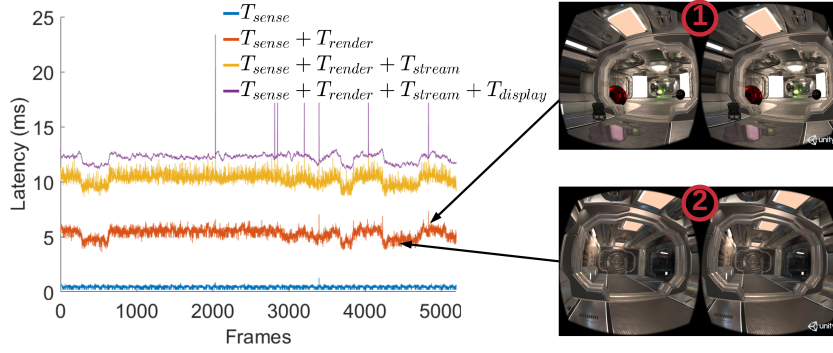 T_sense
T_sense + T_render
T_sense + T_render + T_stream
T_sense + T_render + T_stream + T_display
25
20
15
10
5
0
Latency (ms)
0 1000 2000 3000 4000 5000
Frames
1
unity
2
unity